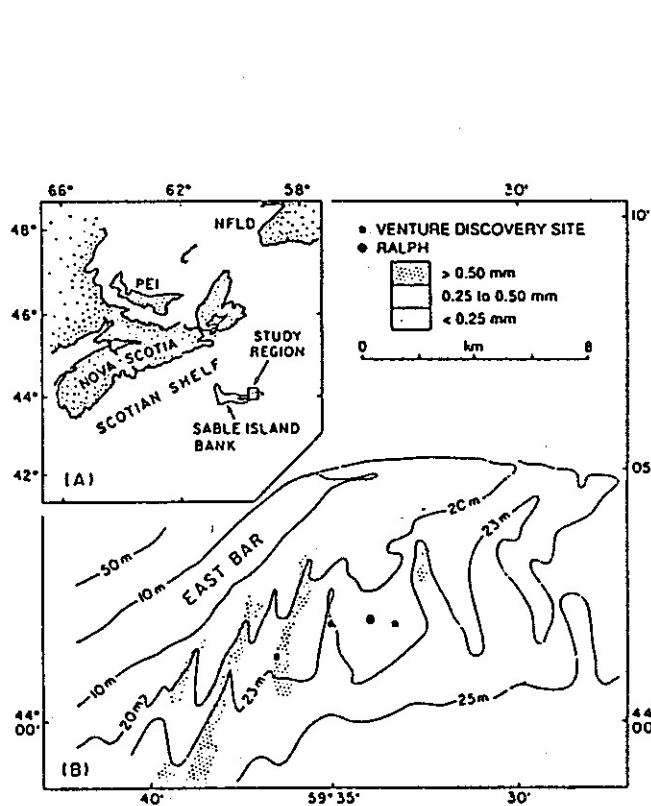 66° 62° 58° 30'
48°
46°
44°
42°
NFLD
PEI
NOVA SCOTIA
SCOTIAN SHELF
STUDY
REGION
SABLE ISLAND
BANK
(A)
VENTURE DISCOVERY SITE
RALPH
> 0.50 mm
0.25 to 0.50 mm
< 0.25 mm
0 km 8
10'
05
50m
10m
EAST BAR
10m
20m?
23m
20m
23m
25m
44°
00'
44
00
(B)
40' 59°35' 30'